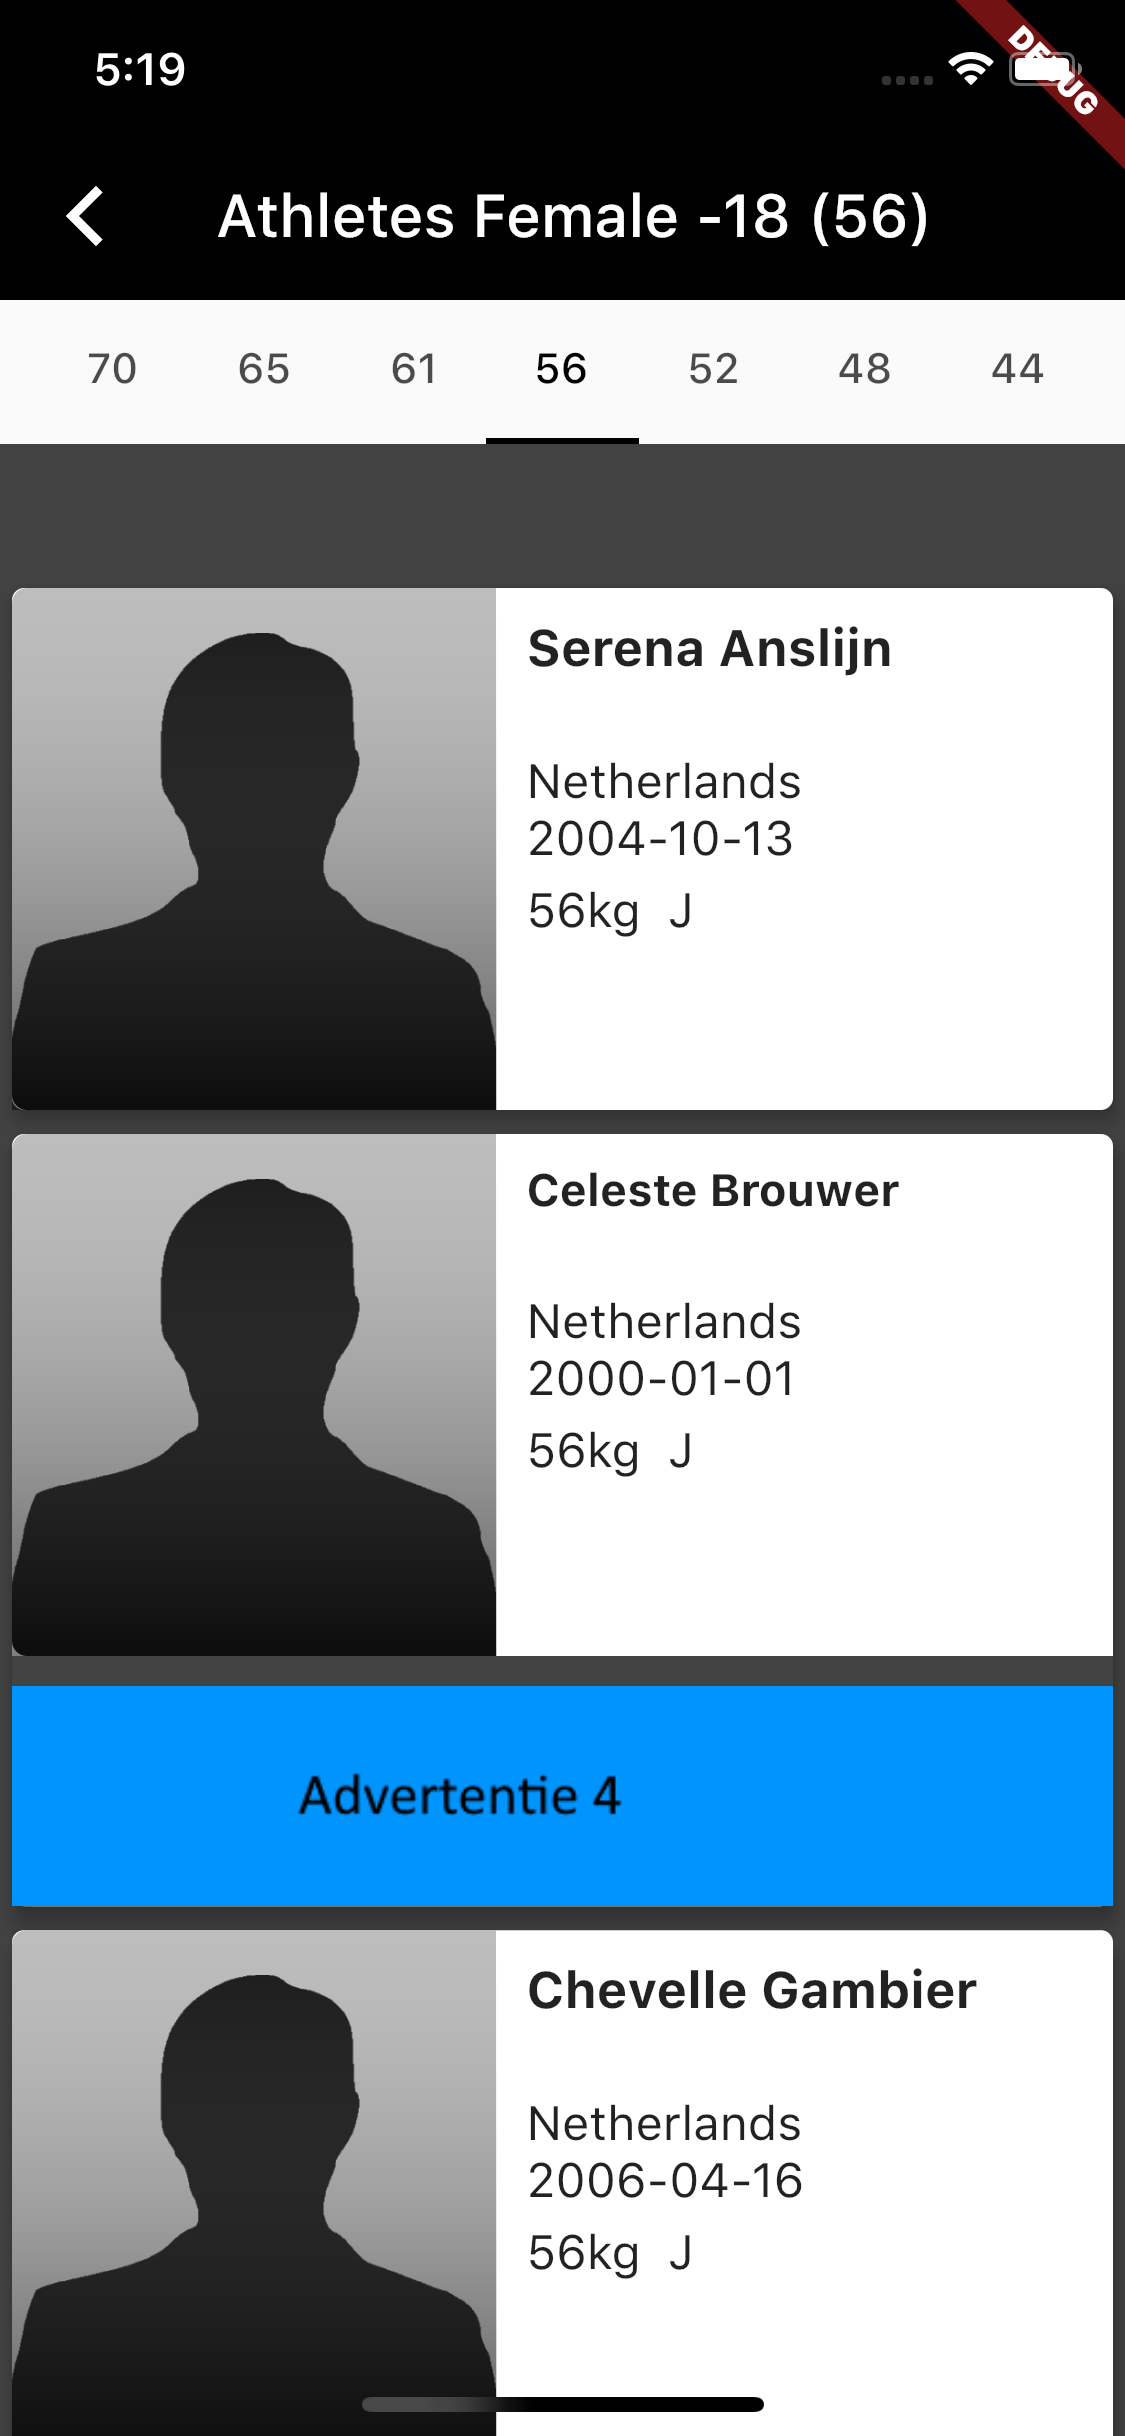 5:19
DEBUG
Athletes Female -18 (56)
70 65 61 56 52 48 44
Serena Anslijn
Netherlands
2004-10-13
56kg J
Celeste Brouwer
Netherlands
2000-01-01
56kg J
Advertentie 4
Chevelle Gambier
Netherlands
2006-04-16
56kg J